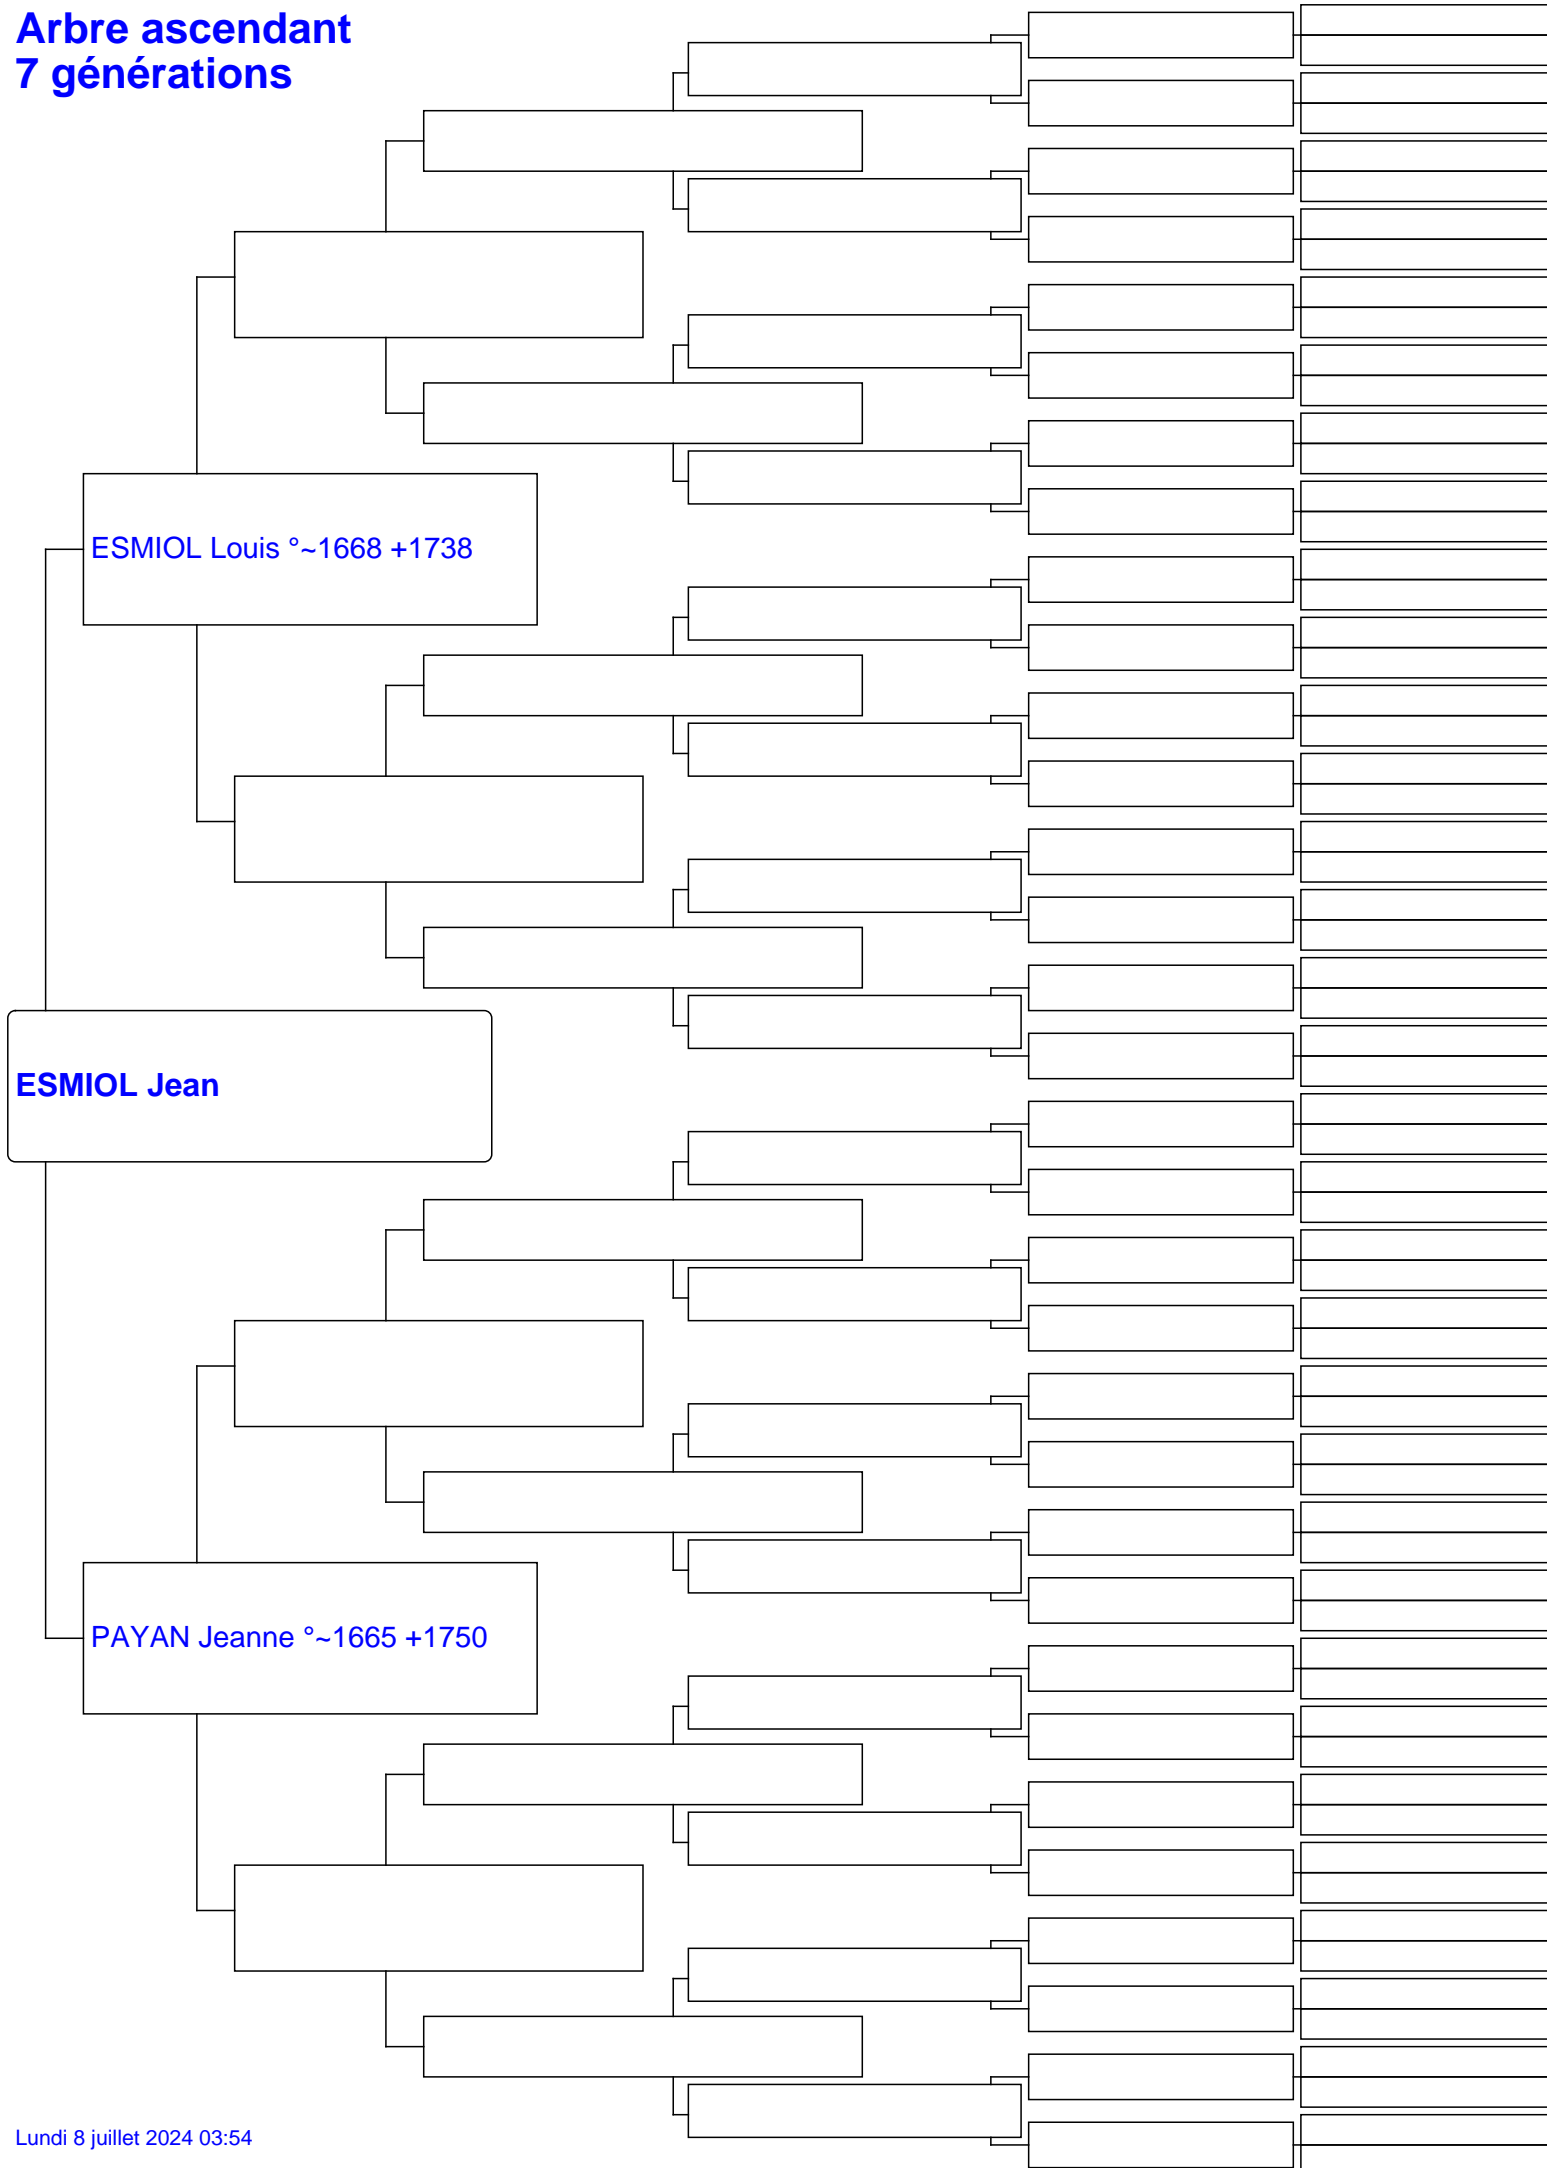 Arbre ascendant
7 générations
ESMIOL Louis °~1668 +1738
ESMIOL Jean
PAYAN Jeanne °~1665 +1750
Lundi 8 juillet 2024 03:54